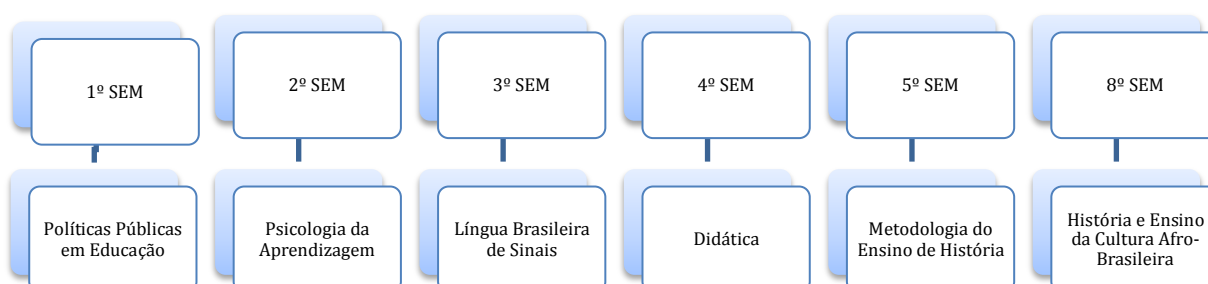 1º SEM
2º SEM
3º SEM
4º SEM
5º SEM
8º SEM
Políticas Públicas
em Educação
Psicologia da
Aprendizagem
Língua Brasileira
de Sinais
Didática
Metodologia do
Ensino de História
História e Ensino
da Cultura Afro-
Brasileira